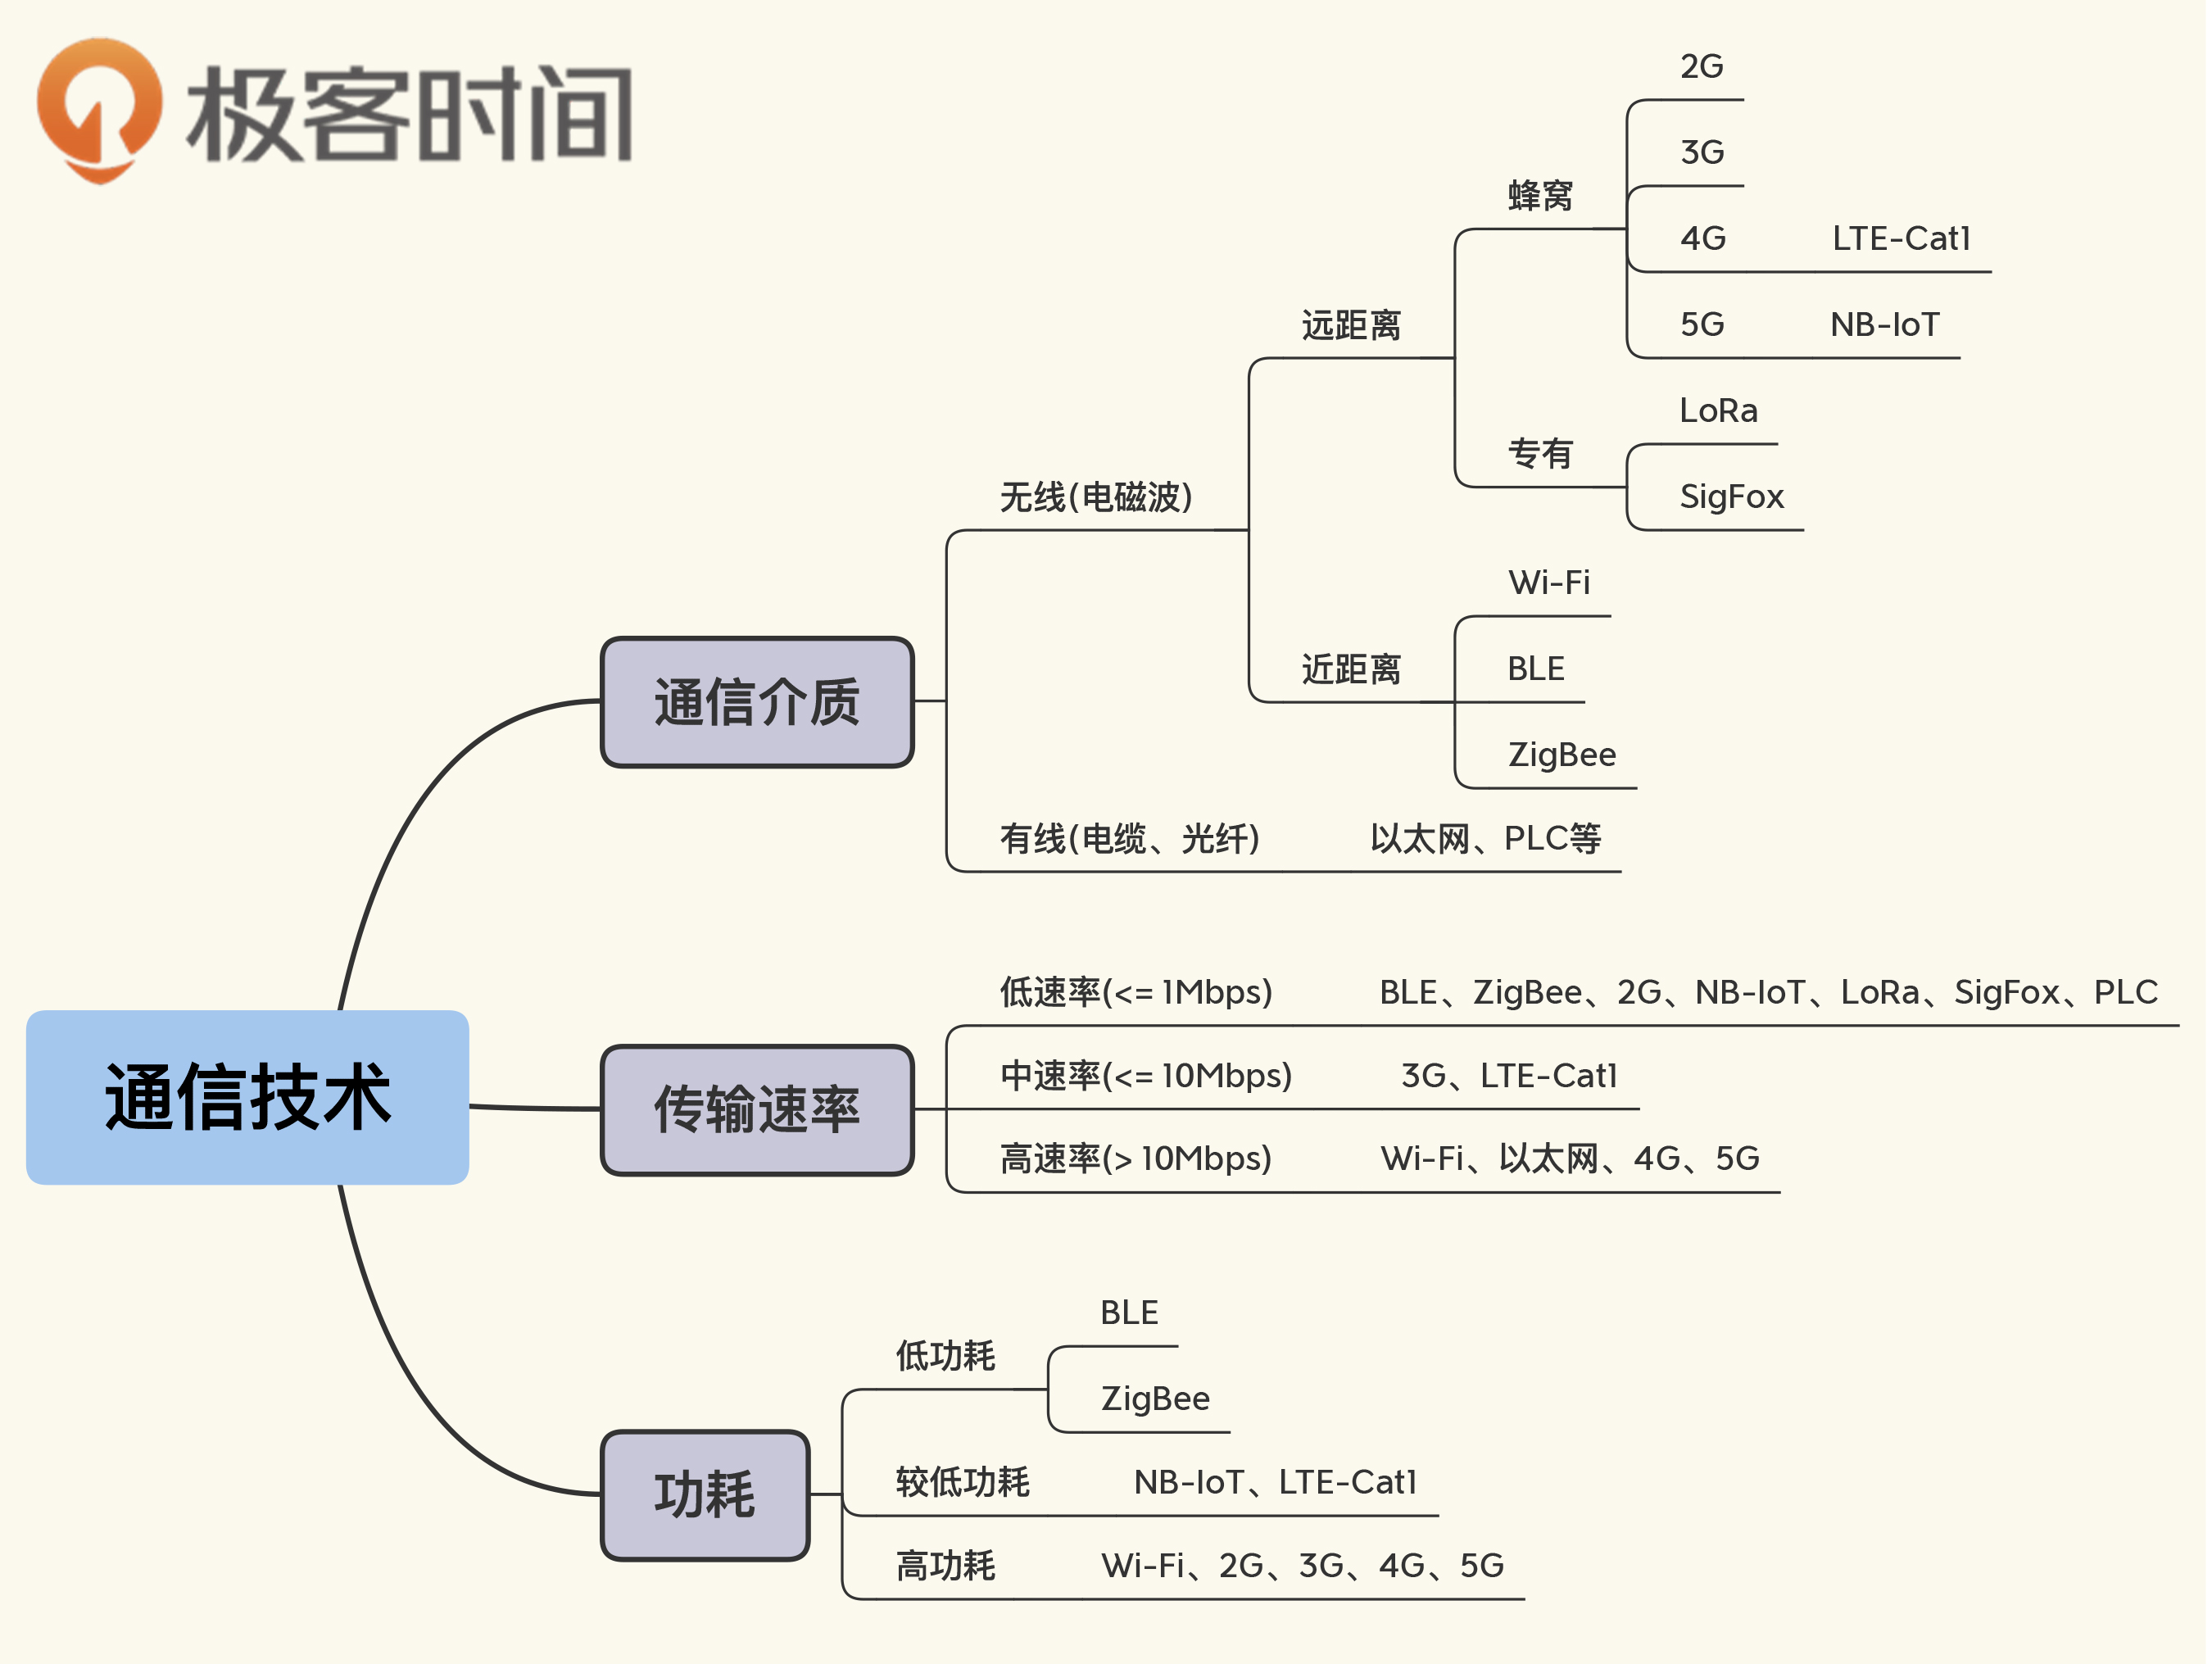 极客时间
通信技术
通信介质
无线(电磁波)
远距离
蜂窝
2G
3G
4G
LTE-Cat1
5G
NB-IoT
专有
LoRa
SigFox
近距离
Wi-Fi
BLE
ZigBee
有线(电缆、光纤)
以太网、PLC等
传输速率
低速率(<= 1Mbps)
BLE、ZigBee、2G、NB-IoT、LoRa、SigFox、PLC
中速率(<= 10Mbps)
3G、LTE-Cat1
高速率(> 10Mbps)
Wi-Fi、以太网、4G、5G
功耗
低功耗
BLE
ZigBee
较低功耗
NB-IoT、LTE-Cat1
高功耗
Wi-Fi、2G、3G、4G、5G